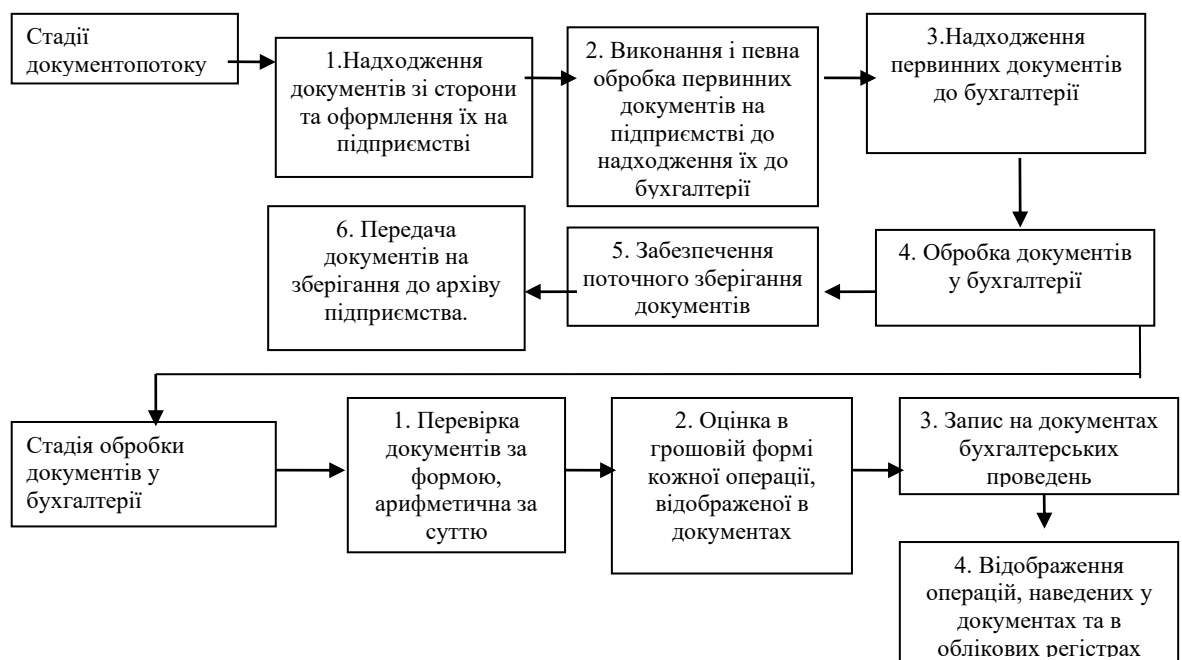 Стадії
документопотоку
1.Надходження
документів зі сторони
та оформлення їх на
підприємстві
2. Виконання і певна
обробка первинних
документів на
підприємстві до
надходження їх до
бухгалтерії
3.Надходження
первинних документів
до бухгалтерії
4. Обробка документів
у бухгалтерії
5. Забезпечення
поточного зберігання
документів
6. Передача
документів на
зберігання до архіву
підприємства.
Стадія обробки
документів у
бухгалтерії
1. Перевірка
документів за
формою,
арифметична за
суттю
2. Оцінка в
грошовій формі
кожної операції,
відображеної в
документах
3. Запис на документах
бухгалтерських
проведень
4. Відображення
операцій, наведених у
документах та в
облікових регістрах